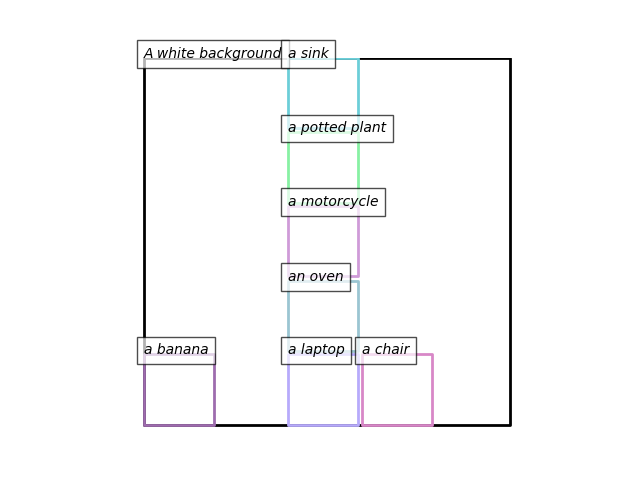 A white background
a sink
a potted plant
a motorcycle
an oven
a banana
a laptop
a chair